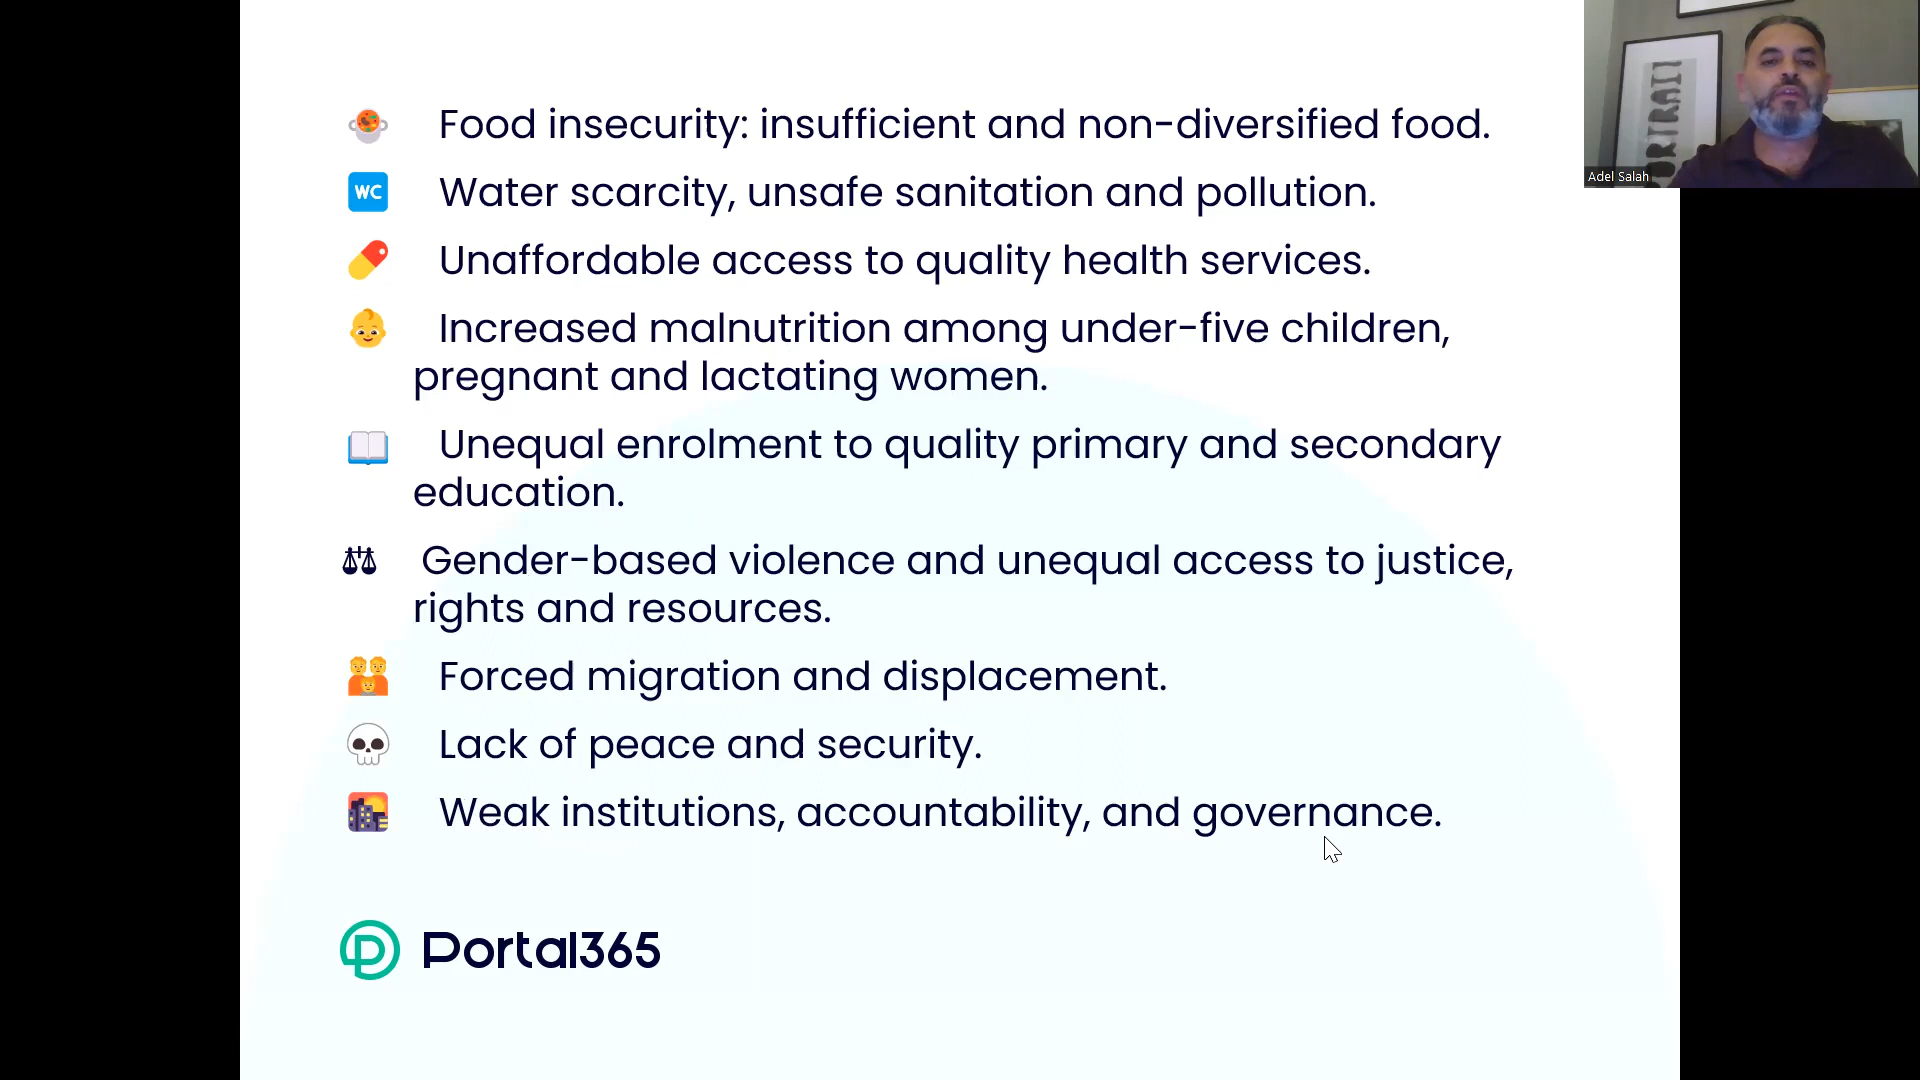 Food insecurity: insufficient and non-diversified food.
WC
Water scarcity, unsafe sanitation and pollution.
Unaffordable access to quality health services.
Increased malnutrition among under-five children,
pregnant and lactating women.
Unequal enrolment to quality primary and secondary
education.
Gender-based violence and unequal access to justice,
rights and resources.
Forced migration and displacement.
Lack of peace and security.
Weak institutions, accountability, and governance.
Portal365
Adel Salah